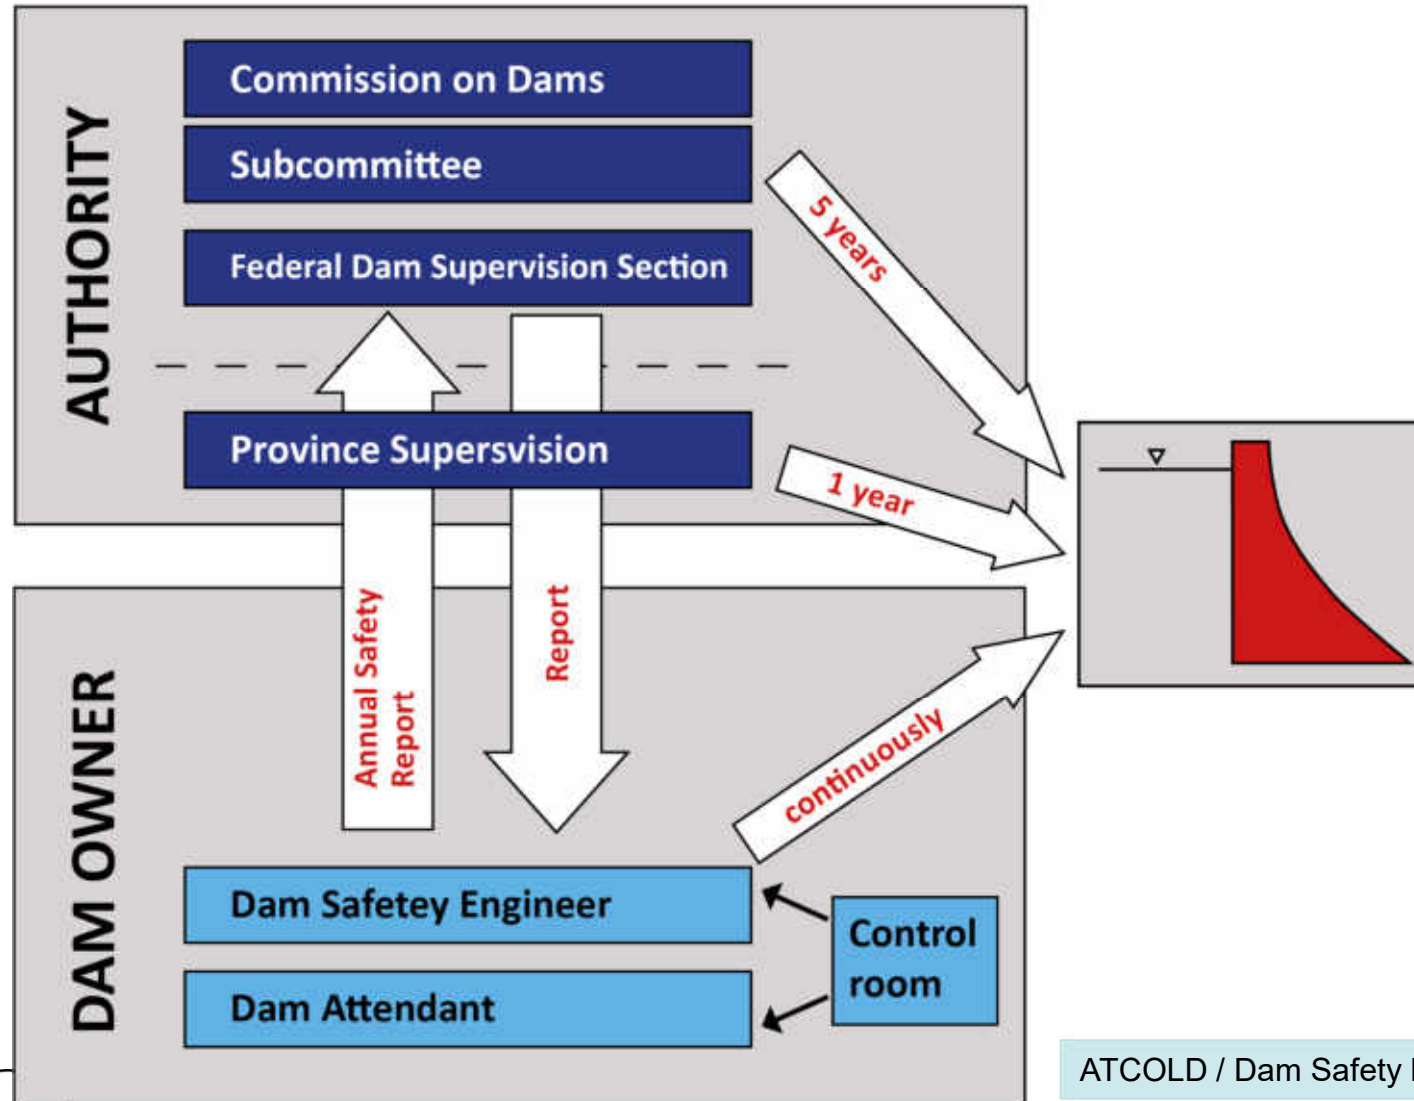 AUTHORITY
Commission on Dams
Subcommittee
Federal Dam Supervision Section
Province Supersvision
5 years
1 year
Annual Safety
Report
Report
continuously
DAM OWNER
Dam Safetey Engineer
Dam Attendant
Control
room
ATCOLD / Dam Safety